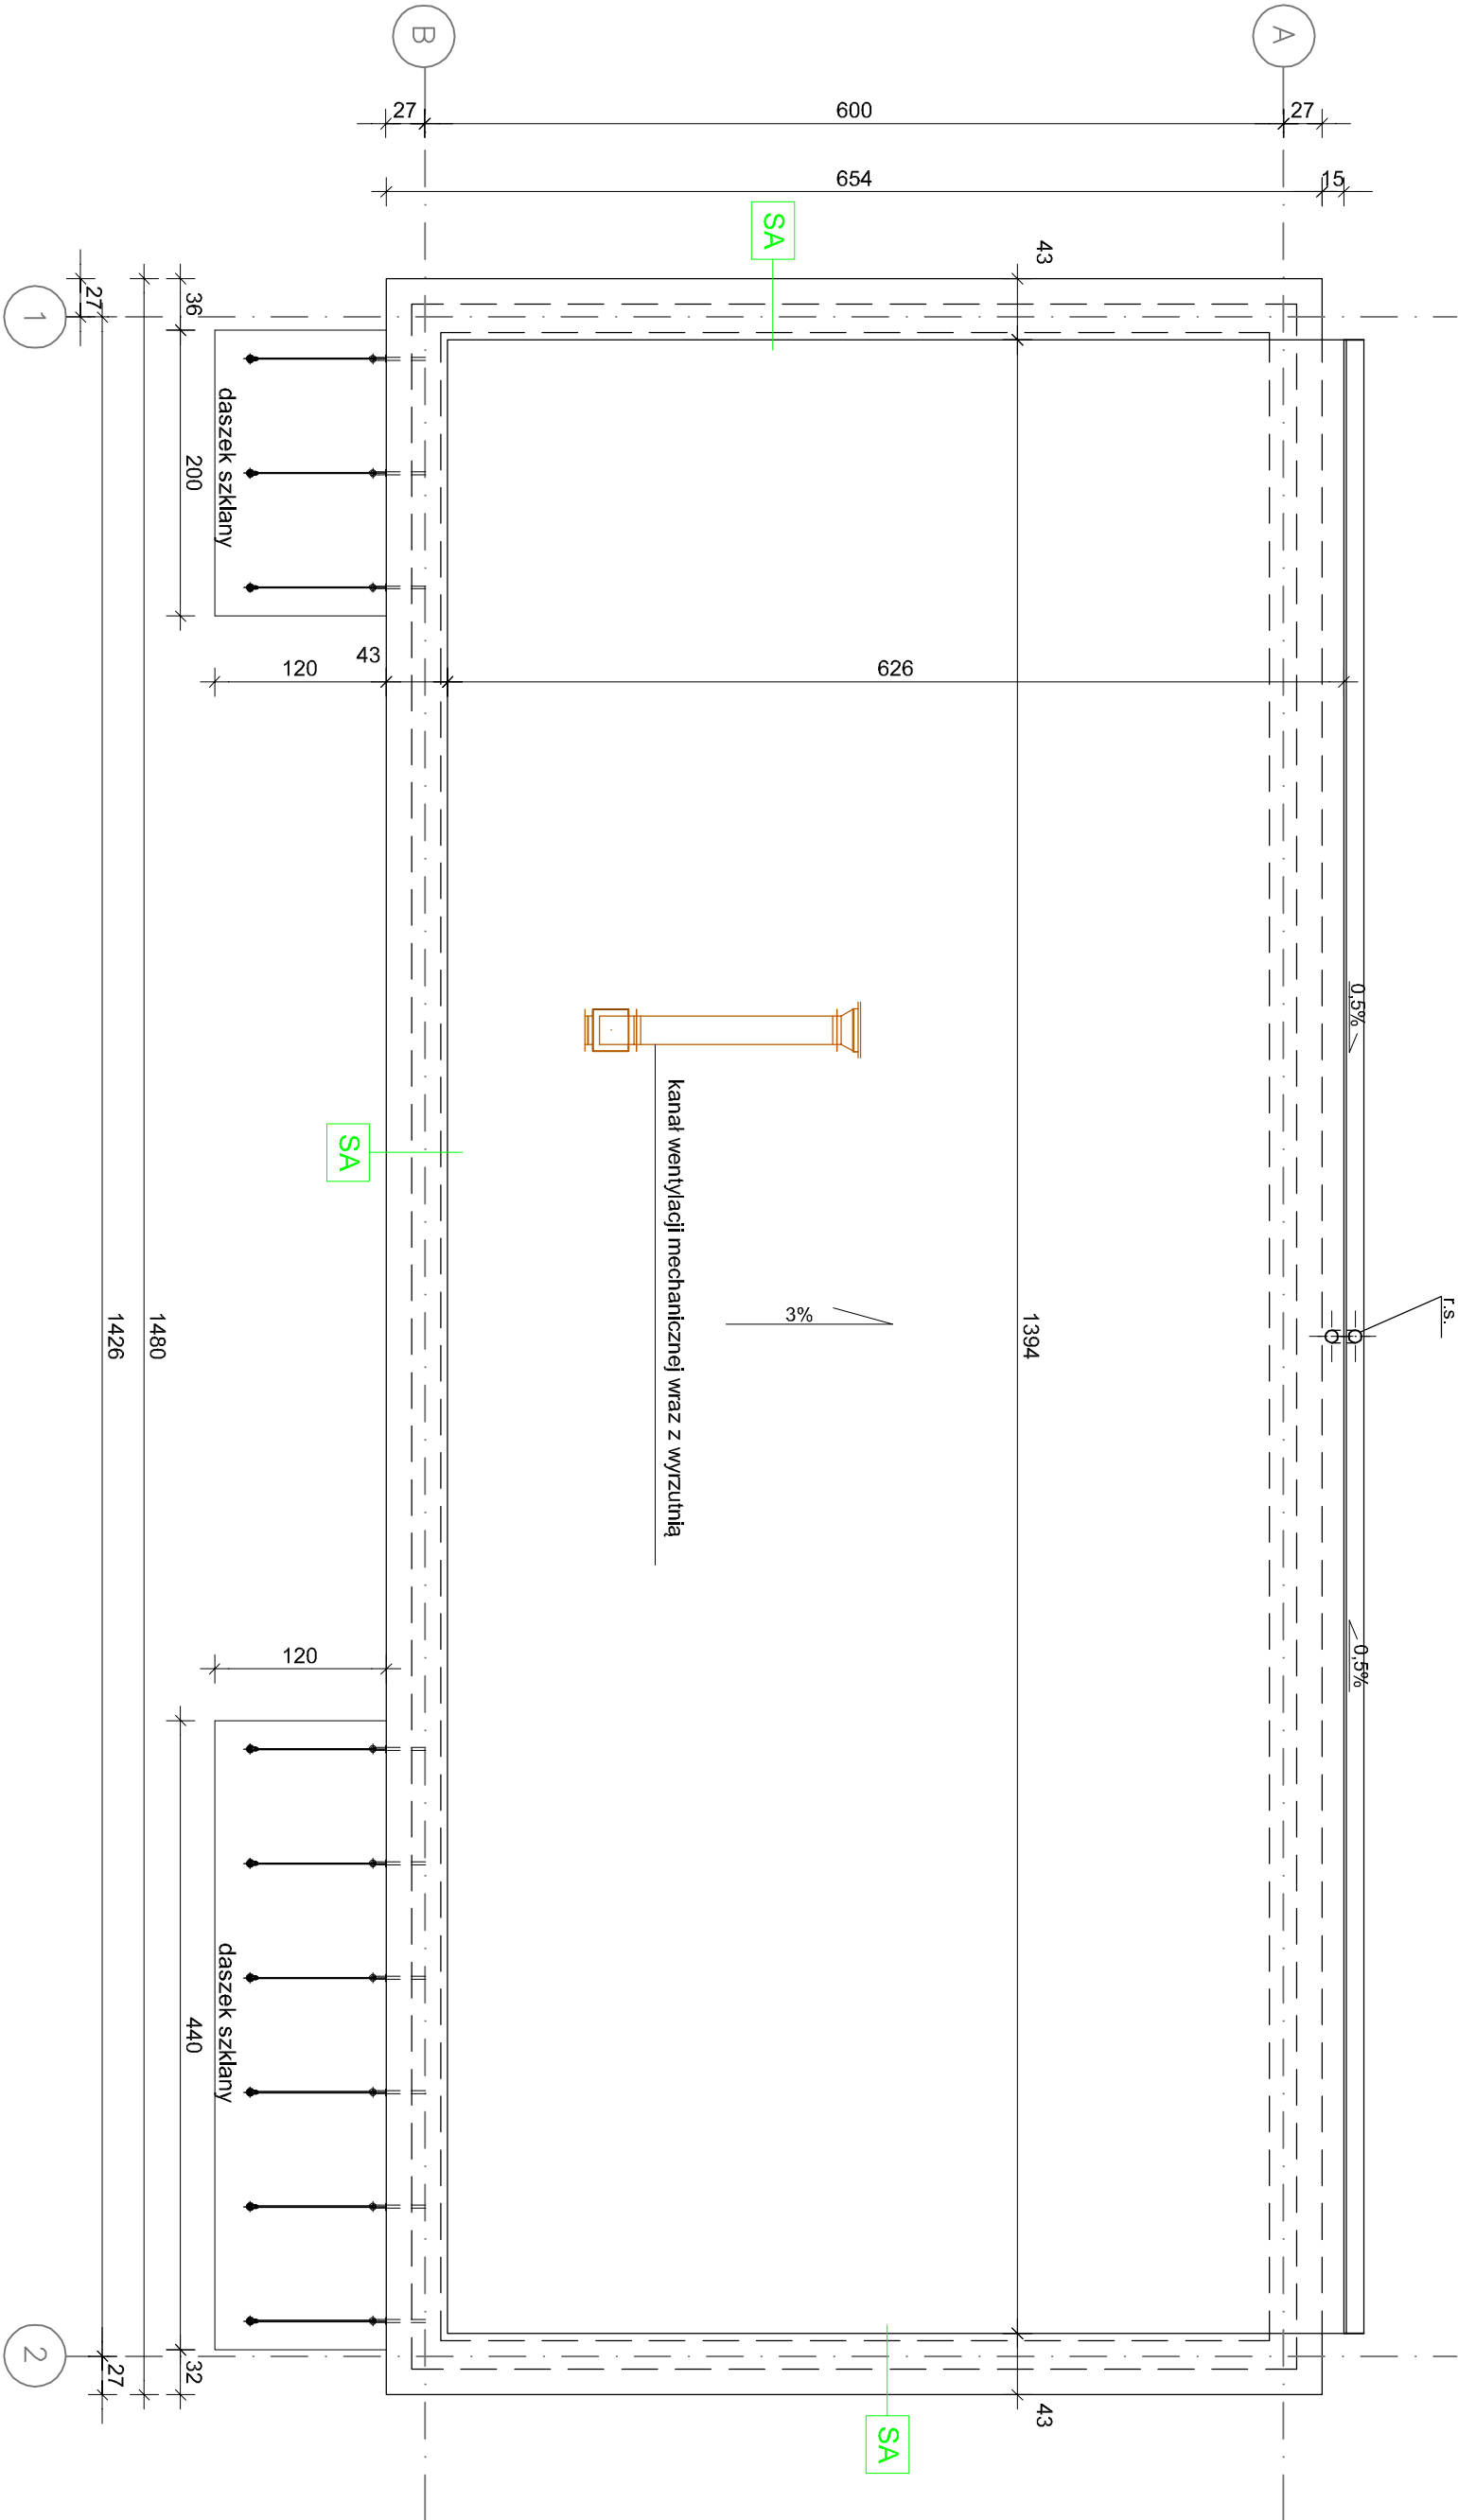 B
A
27
600
27
654
15
SA
43
27
1
36
200
daszek szklany
43
120
626
0,5%
kanał wentylacji mechanicznej wraz z wyrzutnią
SA
3%
1394
r.s.
1480
1426
0,5%
120
440
daszek szklany
32
27
2
43
SA